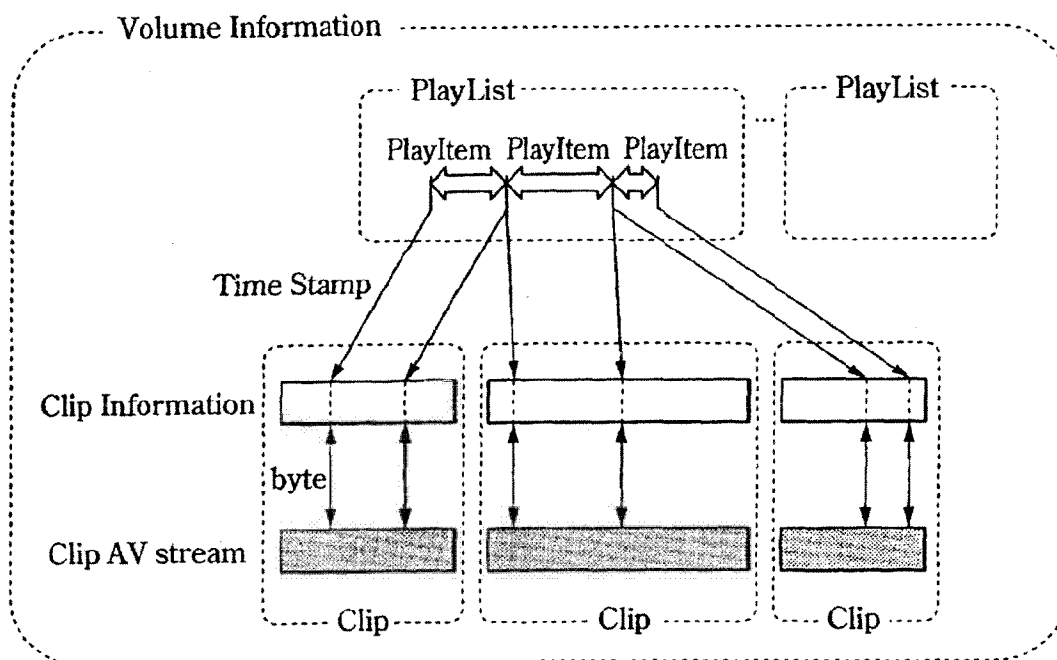 Volume Information
PlayList
PlayList
...
PlayItem PlayItem PlayItem
Time Stamp
Clip Information
byte
Clip AV stream
Clip
Clip
Clip